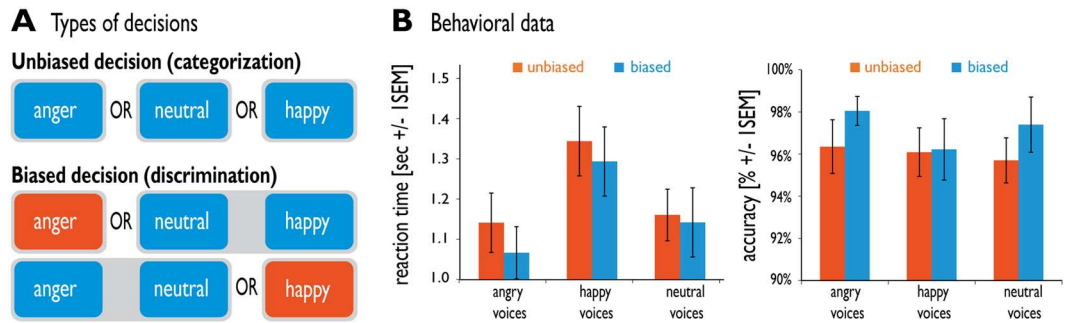 A Types of decisions
Unbiased decision (categorization)
anger OR neutral OR happy
Biased decision (discrimination)
anger OR neutral happy
anger neutral OR happy
B Behavioral data
unbiased biased
reaction time [sec +/- 1SEM]
1.5
1.4
1.3
1.2
1.1
1.0
angry happy neutral
voices voices voices
unbiased biased
accuracy [% +/- 1SEM]
100%
98%
96%
94%
92%
90%
angry happy neutral
voices voices voices